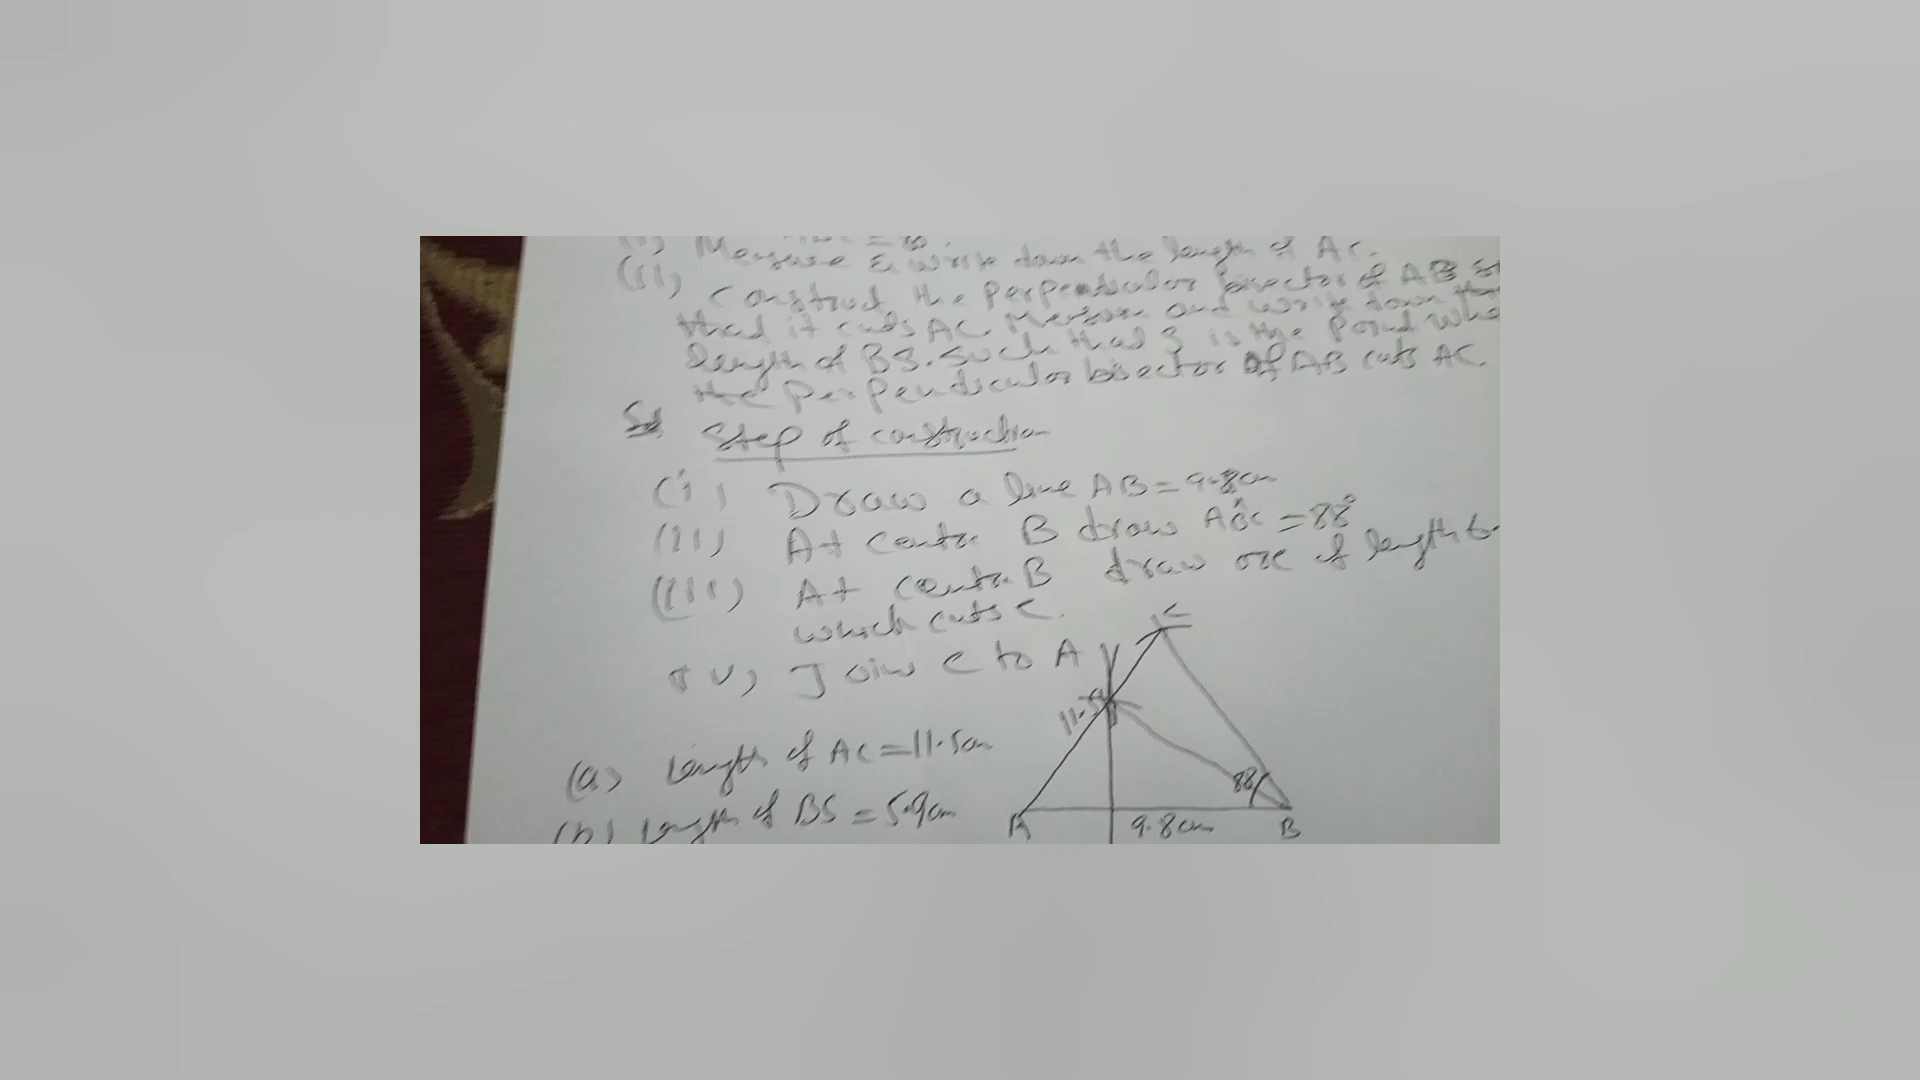 (i) Measure & write down the length of AC.
(ii) Construct the perpendicular bisector of AB
that it cuts AC. Measure and write down the
length of BS. Such that S is the point
the perpendicular bisector of AB cuts AC.
Step of construction
(i) Draw a line AB = 9.8cm
(ii) At centre B draw ABC = 88°
(iii) At centre B draw arc of length 6.
which cuts C.
iv) Join C to A
C
11.5
88
(a) length of AC = 11.5cm
(b) length of BS = 5.9cm
A 9.8cm B